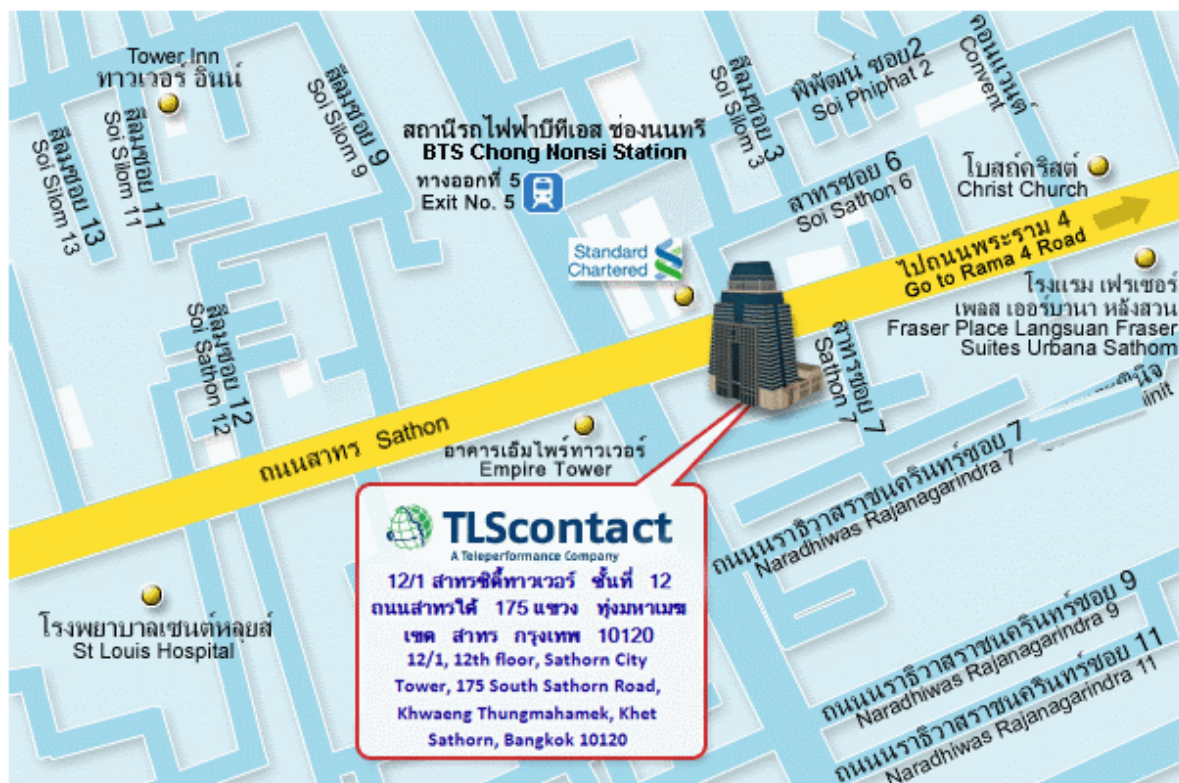 Tower Inn
ทาวเวอร์ อินน์
สีลมซอย 13
Soi Silom 13
สีลมซอย 11
Soi Silom 11
สีลมซอย 9
Soi Silom 9
สถานีรถไฟฟ้าบีทีเอส ช่องนนทรี
BTS Chong Nonsi Station
ทางออกที่ 5
Exit No. 5
สีลมซอย 3
Soi Silom 3
พิพัฒน์ ซอย2
Soi Phiphat 2
คอนแวนต์
Convent
สาทรซอย 6
Soi Sathon 6
โบสถ์คริสต์
Christ Church
Standard
Chartered
ไปถนนพระราม 4
Go to Rama 4 Road
โรงแรม เฟรเซอร์
เพลส เออร์บานา หลังสวน
Fraser Place Langsuan Fraser
Suites Urbana Sathorn
สีลมซอย 12
Soi Sathon 12
สาทรซอย 7
Sathon 7
ถนนสาทร Sathon
อาคารเอ็มไพร์ทาวเวอร์
Empire Tower
ถนนนราธิวาสราชนครินทร์ซอย 7
Naradhiwas Rajanagarindra 7
init
TLScontact
A Teleperformance Company
12/1 สาทรซิตี้ทาวเวอร์ ชั้นที่ 12
ถนนสาทรใต้ 175 แขวง ทุ่งมหาเมฆ
เขต สาทร กรุงเทพ 10120
12/1, 12th floor, Sathorn City
Tower, 175 South Sathorn Road,
Khwaeng Thungmahamek, Khet
Sathorn, Bangkok 10120
โรงพยาบาลเซนต์หลุยส์
St Louis Hospital
ถนนนราธิวาสราชนครินทร์ซอย 9
Naradhiwas Rajanagarindra 9
ถนนนราธิวาสราชนครินทร์ซอย 11
Naradhiwas Rajanagarindra 11